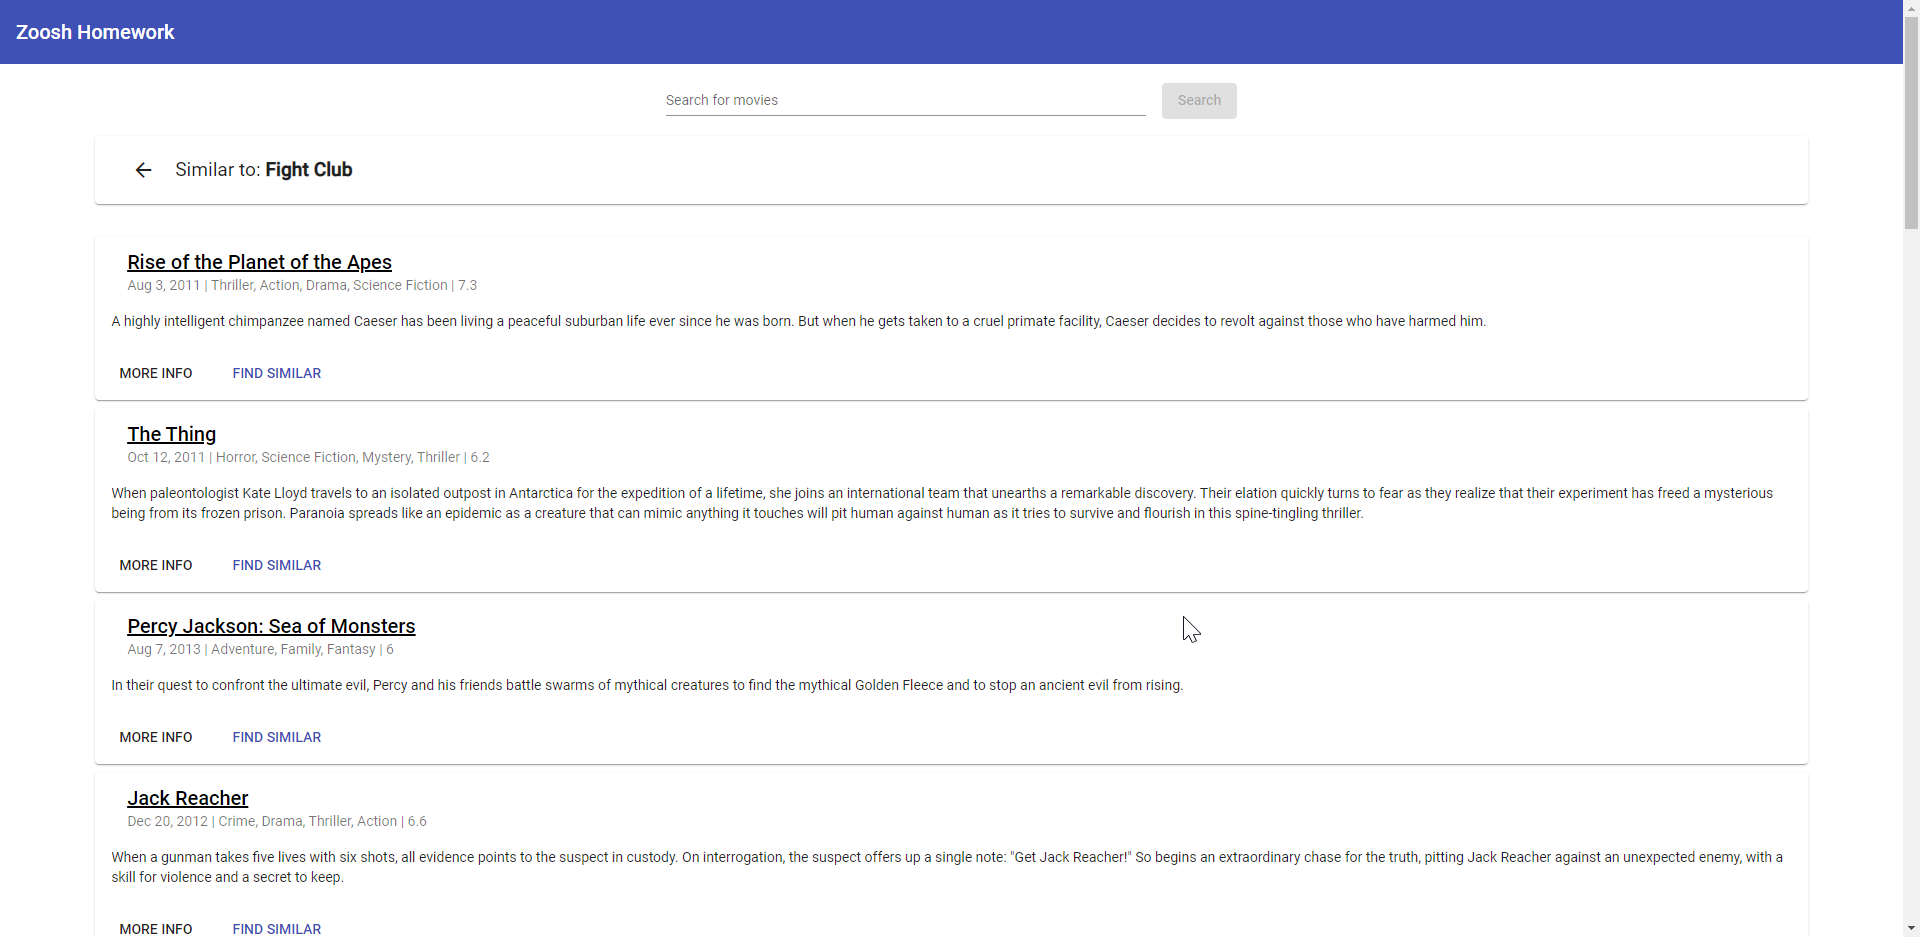 Zoosh Homework
Search for movies
Search
Similar to: Fight Club
Rise of the Planet of the Apes
Aug 3, 2011 | Thriller, Action, Drama, Science Fiction | 7.3
A highly intelligent chimpanzee named Caeser has been living a peaceful suburban life ever since he was born. But when he gets taken to a cruel primate facility, Caeser decides to revolt against those who have harmed him.
MORE INFO FIND SIMILAR
The Thing
Oct 12, 2011 | Horror, Science Fiction, Mystery, Thriller | 6.2
When paleontologist Kate Lloyd travels to an isolated outpost in Antarctica for the expedition of a lifetime, she joins an international team that unearths a remarkable discovery. Their elation quickly turns to fear as they realize that their experiment has freed a mysterious
being from its frozen prison. Paranoia spreads like an epidemic as a creature that can mimic anything it touches will pit human against human as it tries to survive and flourish in this spine-tingling thriller.
MORE INFO FIND SIMILAR
Percy Jackson: Sea of Monsters
Aug 7, 2013 | Adventure, Family, Fantasy | 6
In their quest to confront the ultimate evil, Percy and his friends battle swarms of mythical creatures to find the mythical Golden Fleece and to stop an ancient evil from rising.
MORE INFO FIND SIMILAR
Jack Reacher
Dec 20, 2012 | Crime, Drama, Thriller, Action | 6.6
When a gunman takes five lives with six shots, all evidence points to the suspect in custody. On interrogation, the suspect offers up a single note: "Get Jack Reacher!" So begins an extraordinary chase for the truth, pitting Jack Reacher against an unexpected enemy, with a
skill for violence and a secret to keep.
MORE INFO FIND SIMILAR